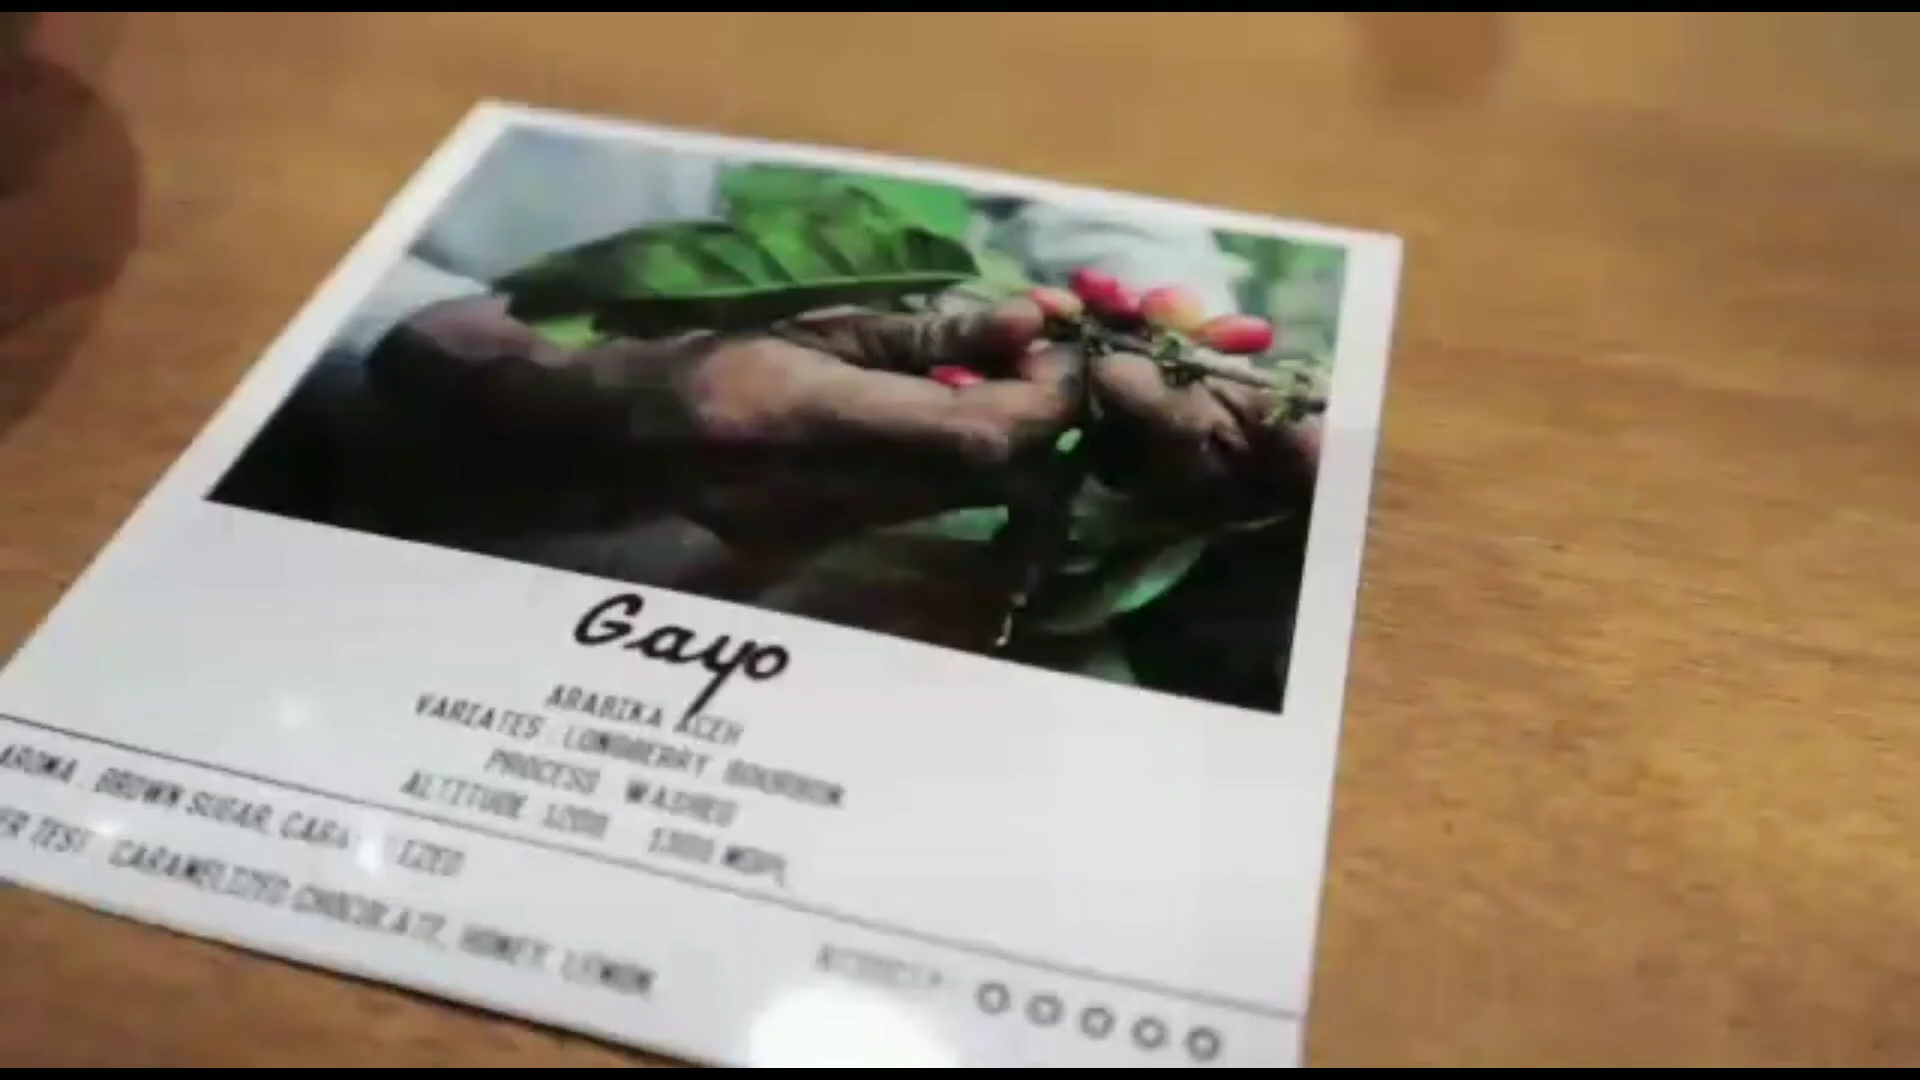 Gayo
ARABIKA ACEH
VARIATES : LONGBERRY BOURBON
PROCESS WASHED
ALTITUDE 1200 1300 MDPL
AROMA : BROWN SUGAR,
TEST : CARAMELIZED CHOCOLATE, HONEY, LEMON